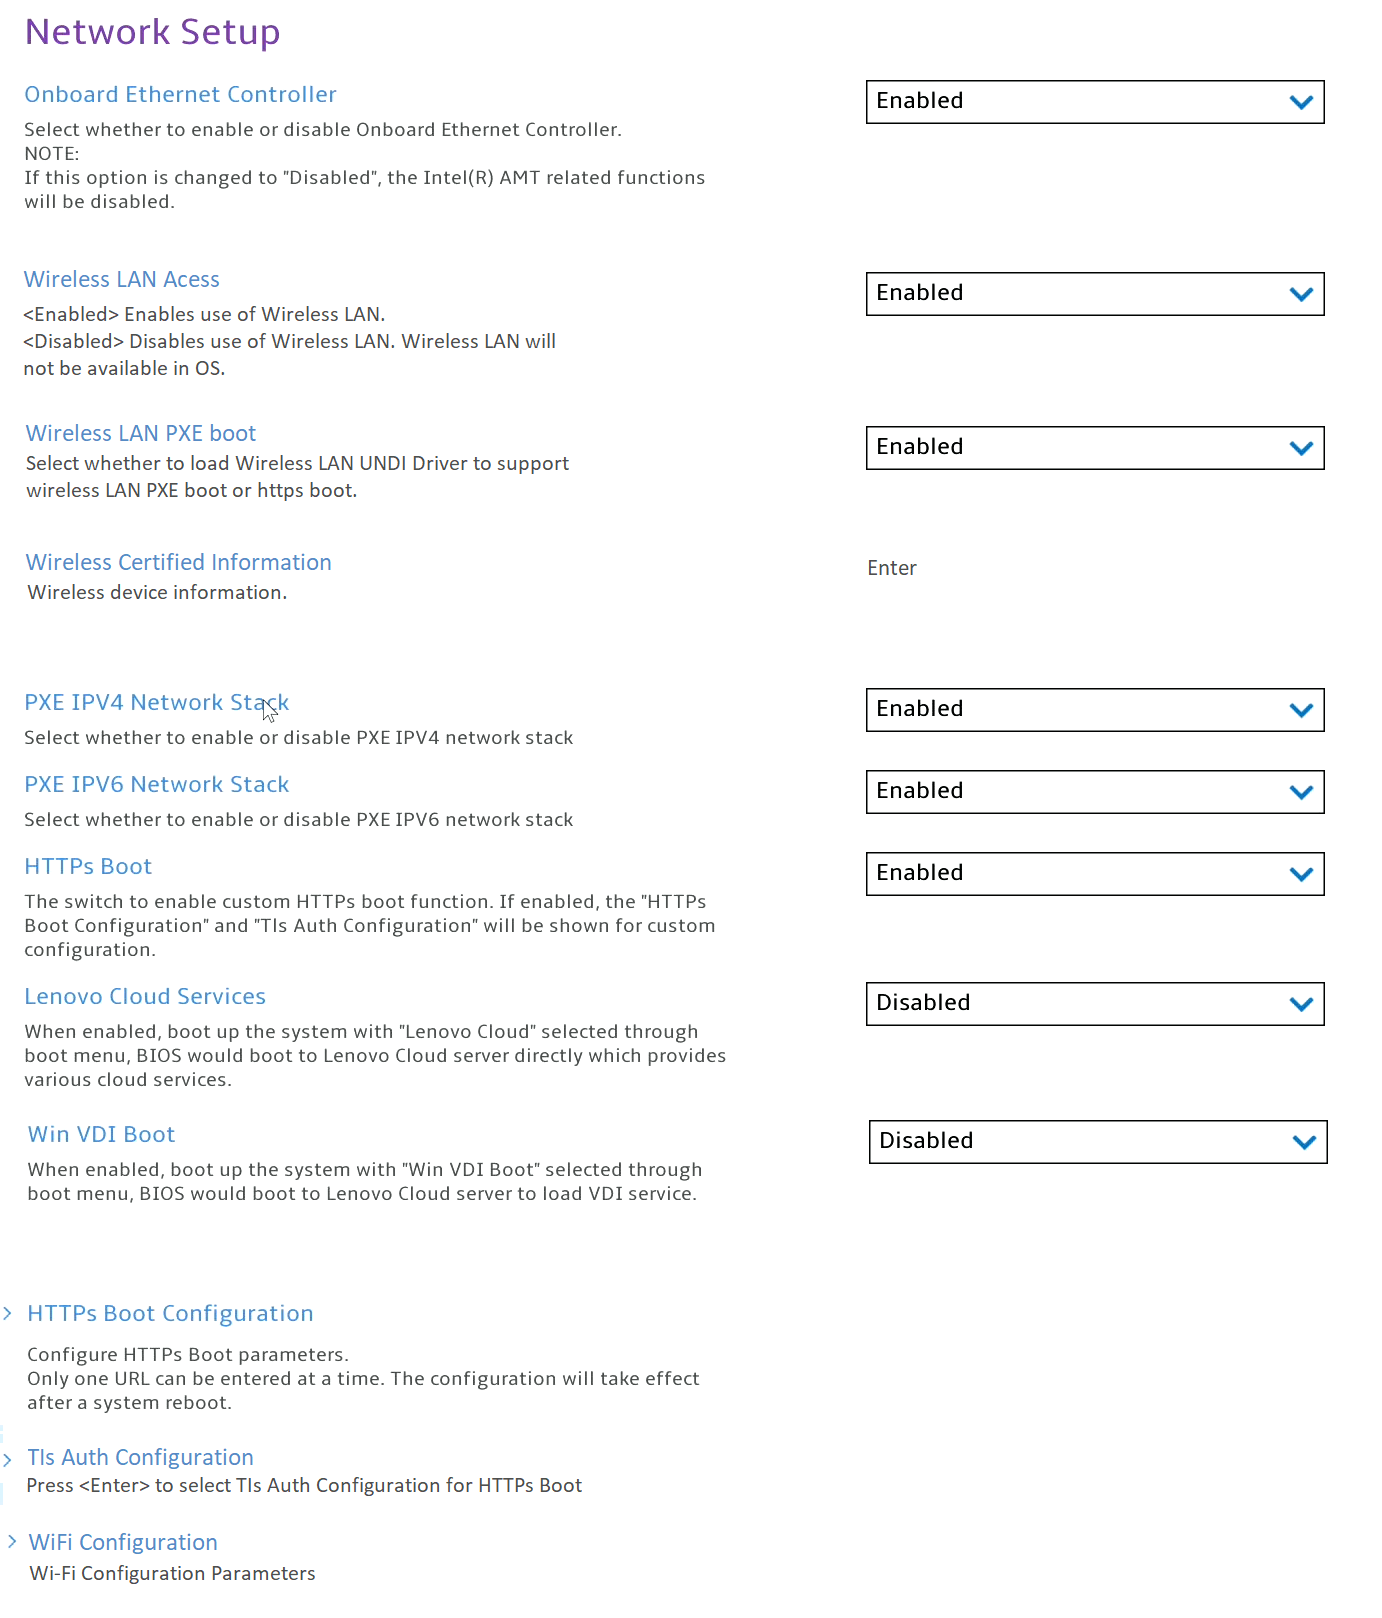 Network Setup
Onboard Ethernet Controller
Enabled
Select whether to enable or disable Onboard Ethernet Controller.
NOTE:
If this option is changed to "Disabled", the Intel(R) AMT related functions
will be disabled.
Wireless LAN Acess
Enabled
<Enabled> Enables use of Wireless LAN.
<Disabled> Disables use of Wireless LAN. Wireless LAN will
not be available in OS.
Wireless LAN PXE boot
Enabled
Select whether to load Wireless LAN UNDI Driver to support
wireless LAN PXE boot or https boot.
Wireless Certified Information
Enter
Wireless device information.
PXE IPV4 Network Stack
Enabled
Select whether to enable or disable PXE IPV4 network stack
PXE IPV6 Network Stack
Enabled
Select whether to enable or disable PXE IPV6 network stack
HTTPs Boot
Enabled
The switch to enable custom HTTPs boot function. If enabled, the "HTTPs
Boot Configuration" and "Tls Auth Configuration" will be shown for custom
configuration.
Lenovo Cloud Services
Disabled
When enabled, boot up the system with "Lenovo Cloud" selected through
boot menu, BIOS would boot to Lenovo Cloud server directly which provides
various cloud services.
Win VDI Boot
Disabled
When enabled, boot up the system with "Win VDI Boot" selected through
boot menu, BIOS would boot to Lenovo Cloud server to load VDI service.
HTTPs Boot Configuration
Configure HTTPs Boot parameters.
Only one URL can be entered at a time. The configuration will take effect
after a system reboot.
Tls Auth Configuration
Press <Enter> to select Tls Auth Configuration for HTTPs Boot
WiFi Configuration
Wi-Fi Configuration Parameters